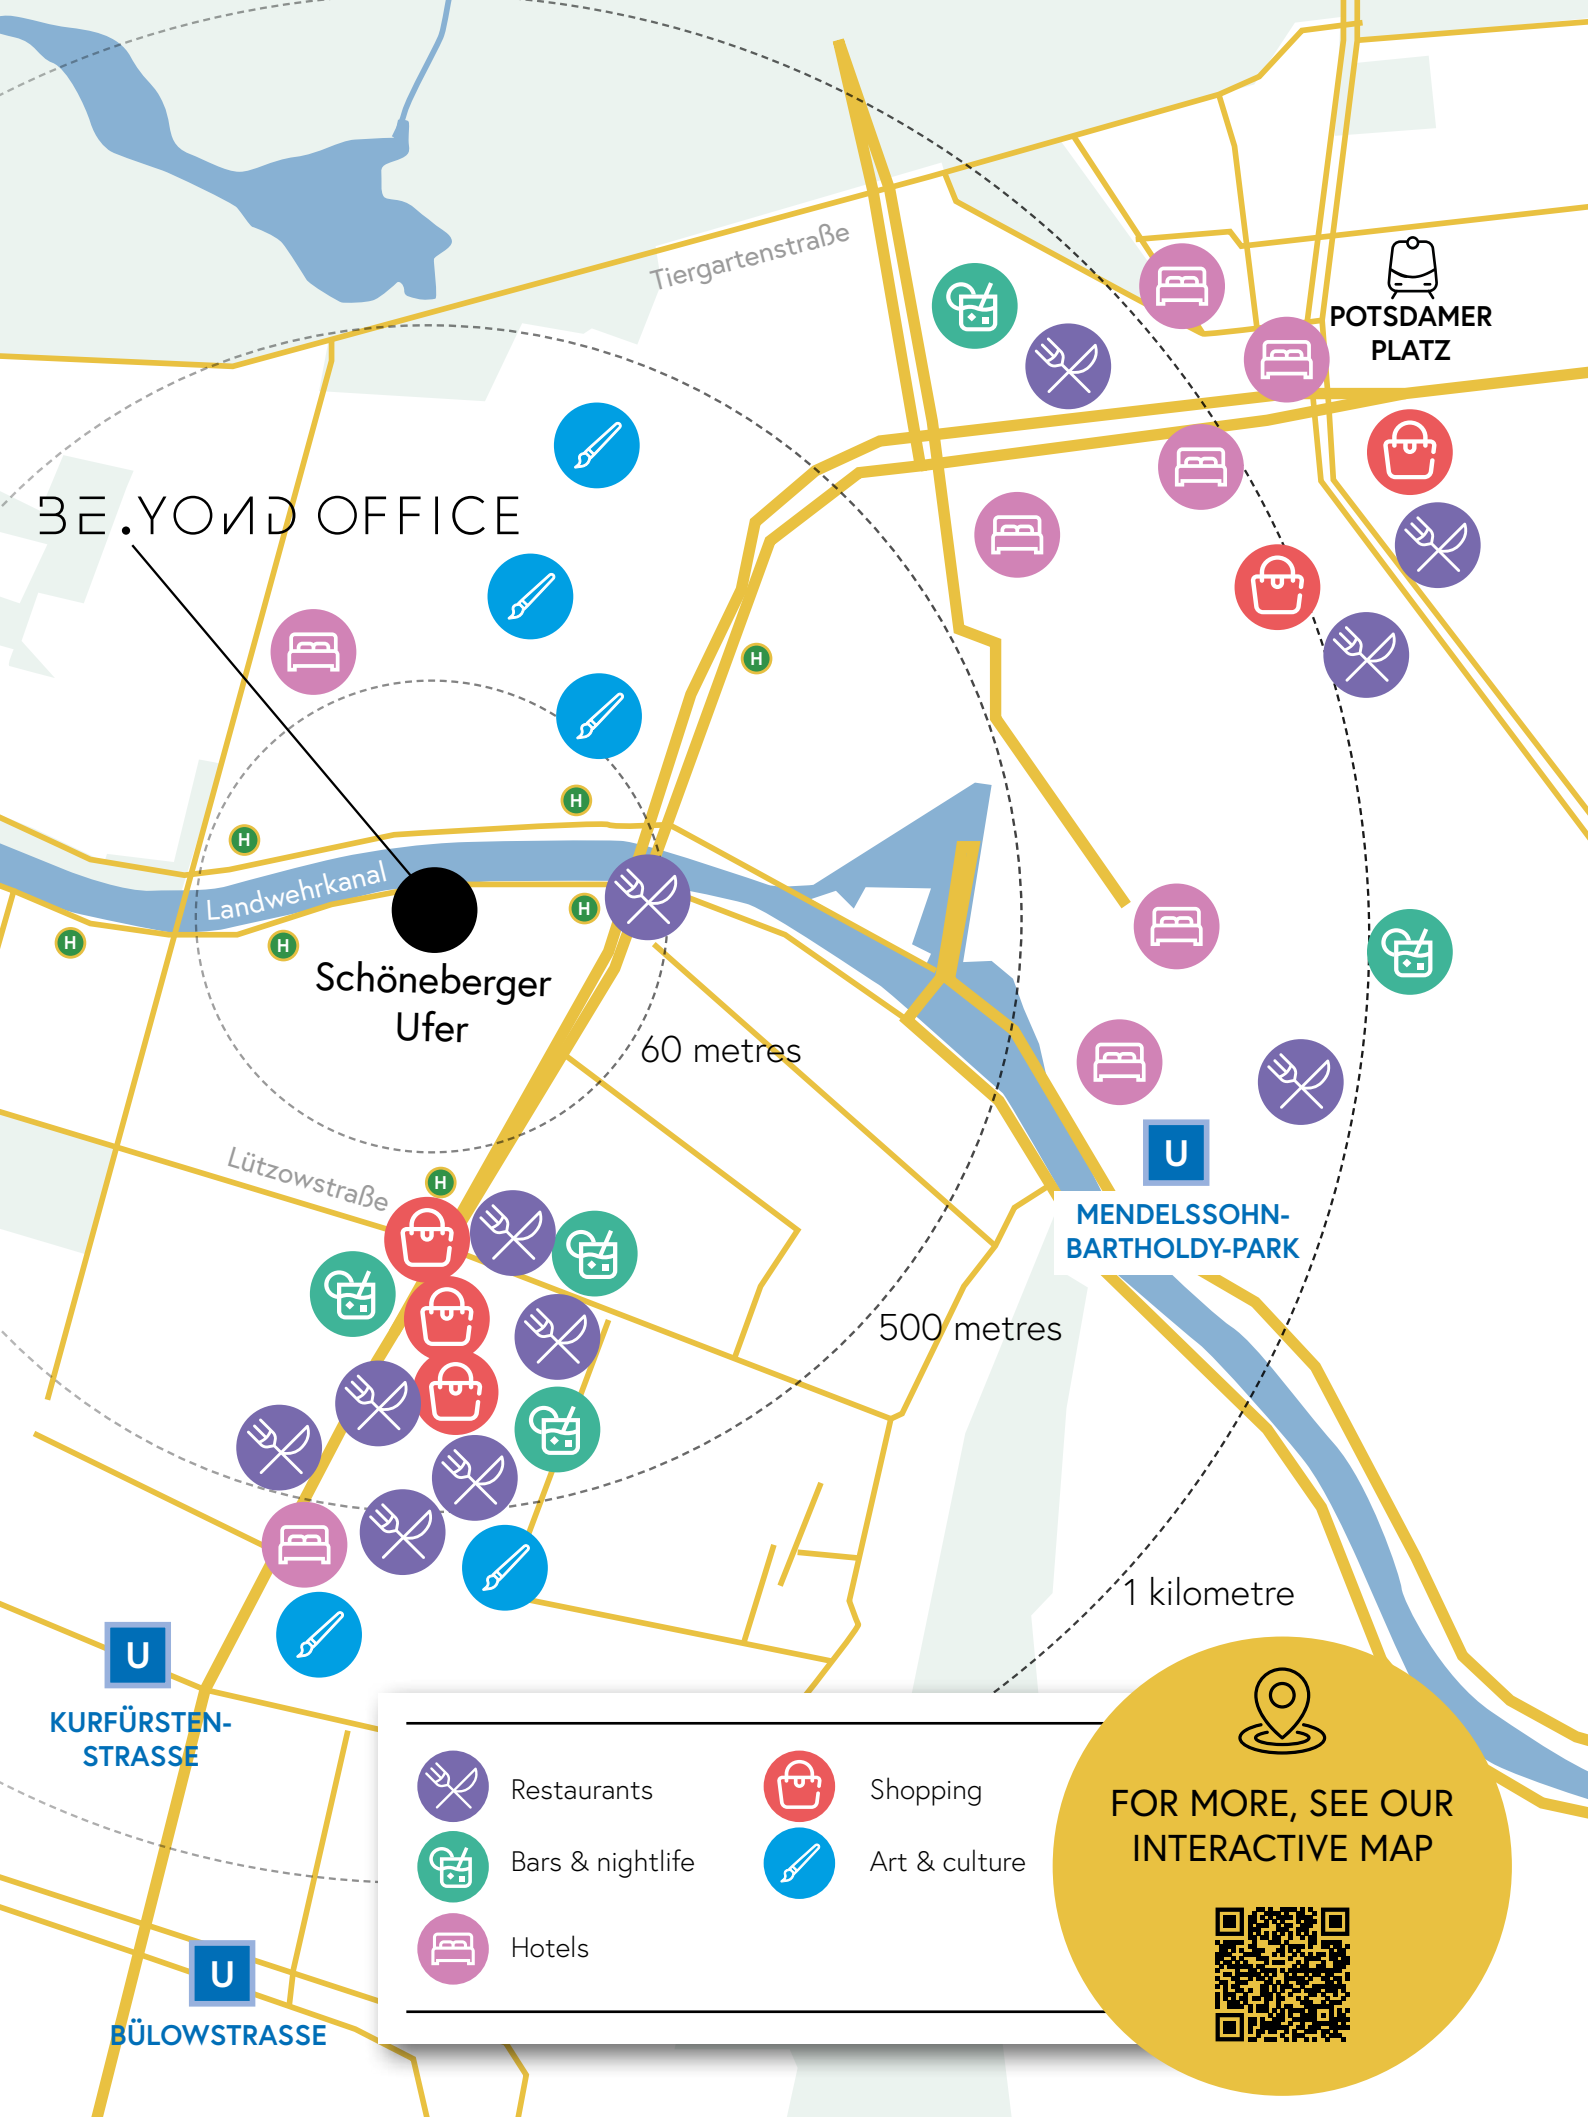 Tiergartenstraße
POTSDAMER
PLATZ
BE.YOND OFFICE
H
H
H
H
H
H
Landwehrkanal
Schöneberger
Ufer
60 metres
Lützowstraße
H
U
MENDELSSOHN-
BARTHOLDY-PARK
500 metres
1 kilometre
U
KURFÜRSTEN-
STRASSE
U
BÜLOWSTRASSE
Restaurants
Shopping
Bars & nightlife
Art & culture
Hotels
FOR MORE, SEE OUR
INTERACTIVE MAP